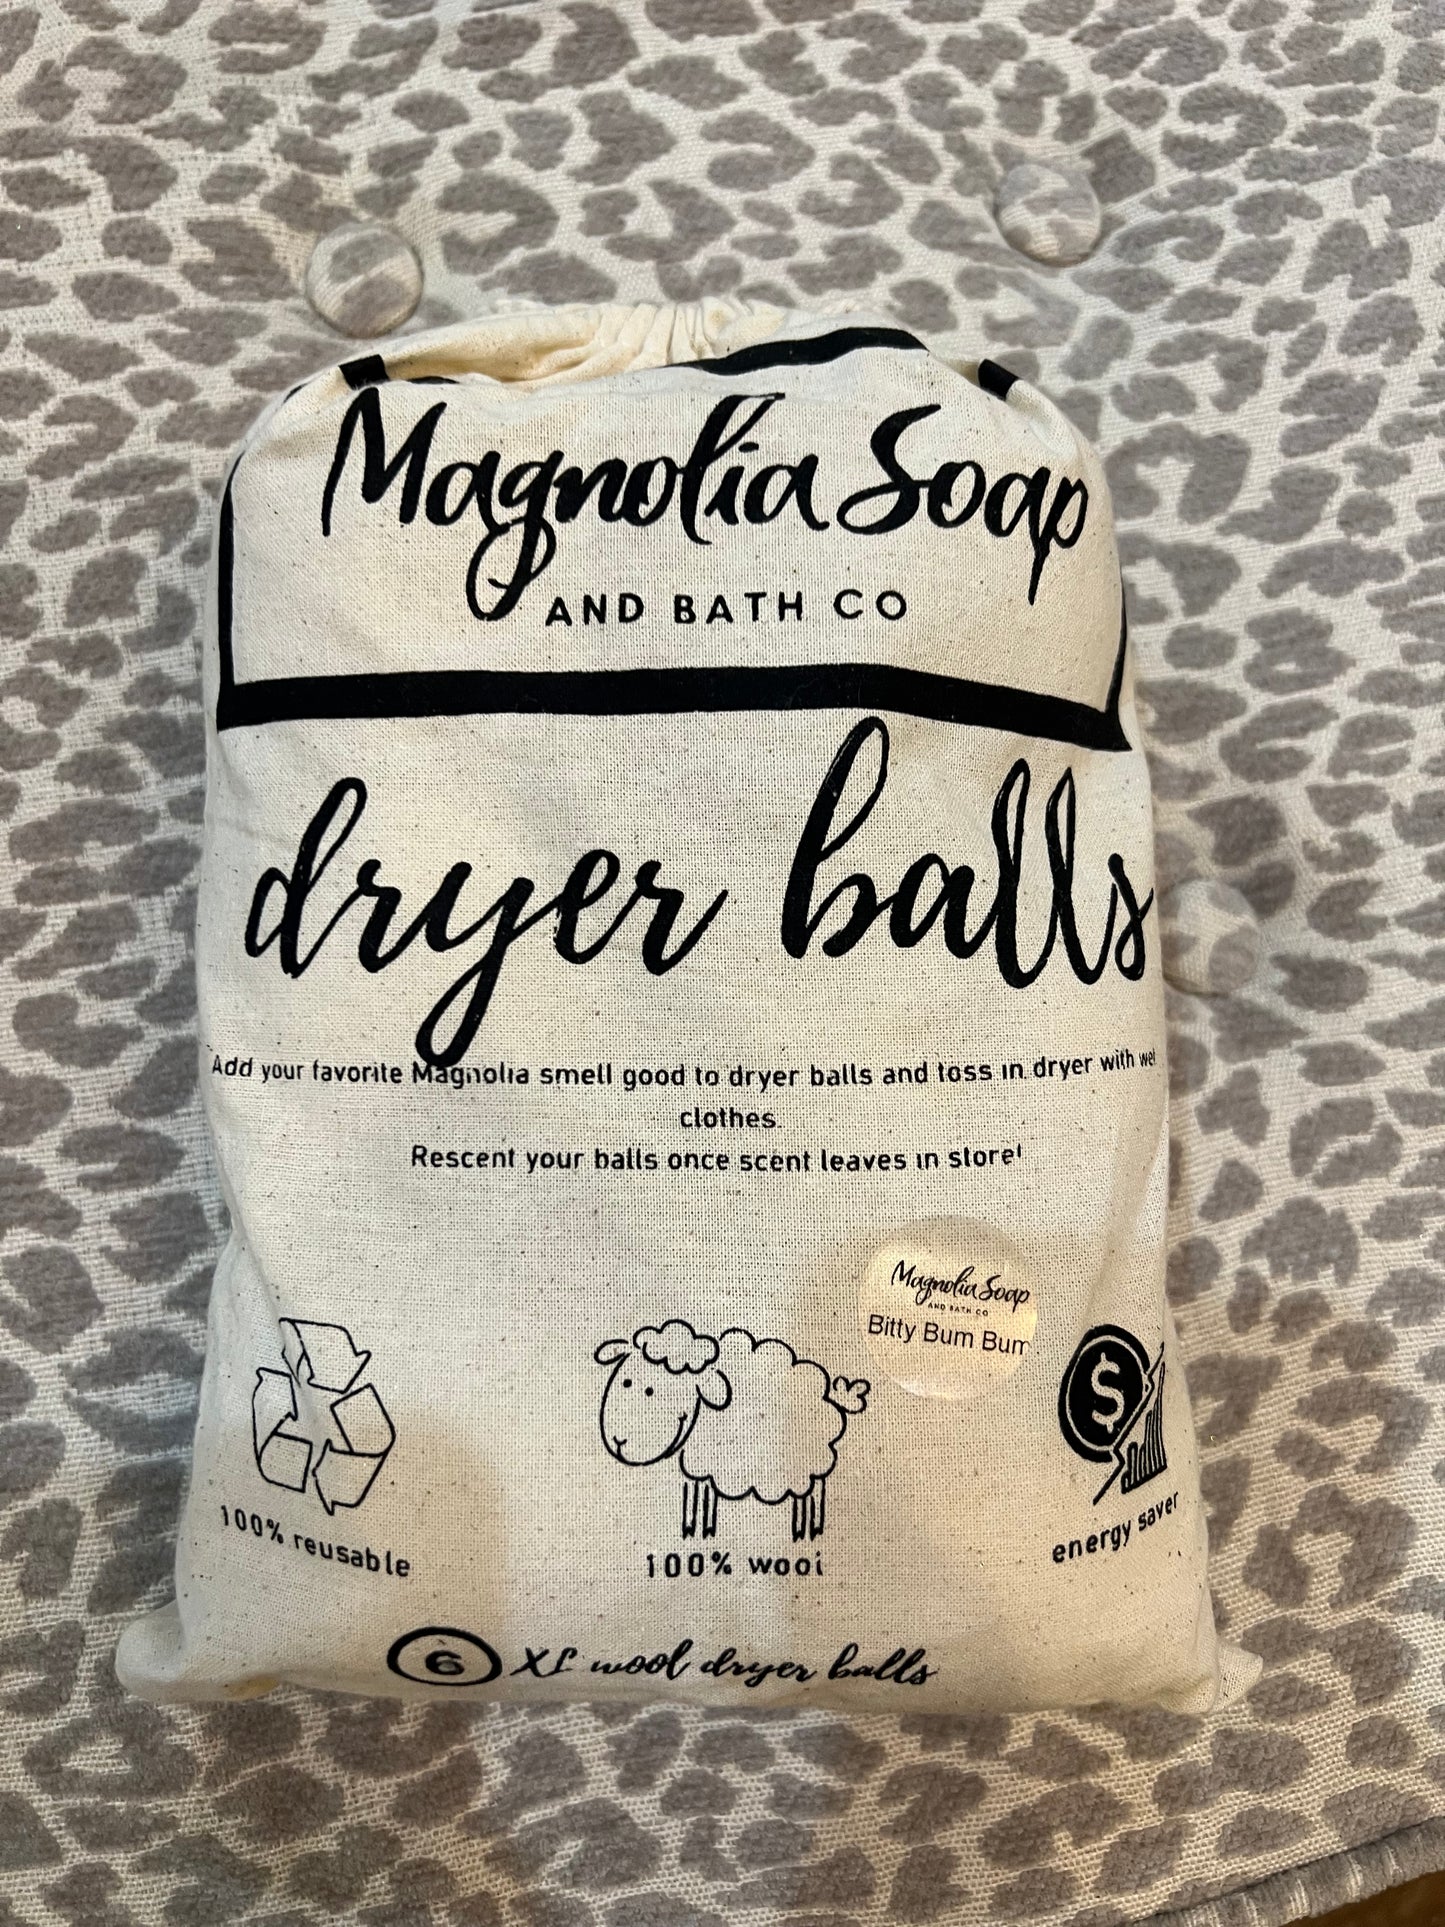 Magnolia Soap
AND BATH CO
dryer balls
Add your favorite Magnolia smell good to dryer balls and toss in dryer with wet
clothes.
Rescent your balls once scent leaves in store!
Magnolia Soap
AND BATH CO
Bitty Bum Bum
$
100% reusable
100% wool
energy saver
6 XL wool dryer balls